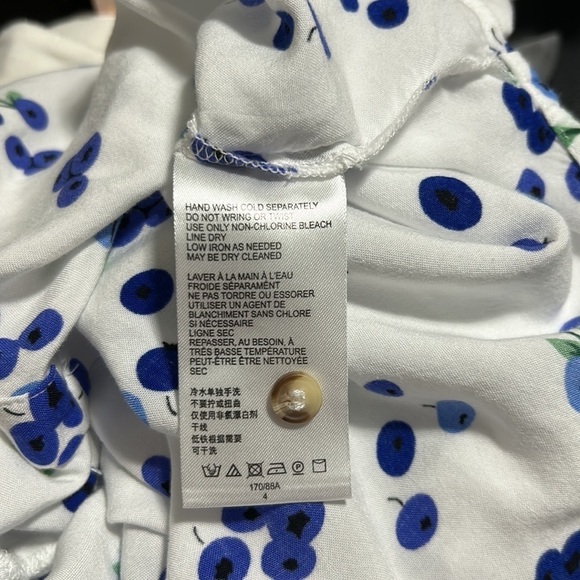 HAND WASH COLD SEPARATELY
DO NOT WRING OR TWIST
USE ONLY NON-CHLORINE BLEACH
LINE DRY
LOW IRON AS NEEDED
MAY BE DRY CLEANED
LAVER À LA MAIN À L'EAU
FROIDE SÉPARÉMENT
NE PAS TORDRE OU ESSORER
UTILISER UN AGENT DE
BLANCHIMENT SANS CHLORE
SI NÉCESSAIRE
LIGNE SEC
REPASSER, AU BESOIN, À
TRÈS BASSE TEMPÉRATURE
PEUT-ÊTRE ÊTRE NETTOYÉE
SEC
冷水单独手洗
不要拧或扭曲
仅使用非氯漂白剂
干线
低铁根据需要
可干洗
170/88A
4